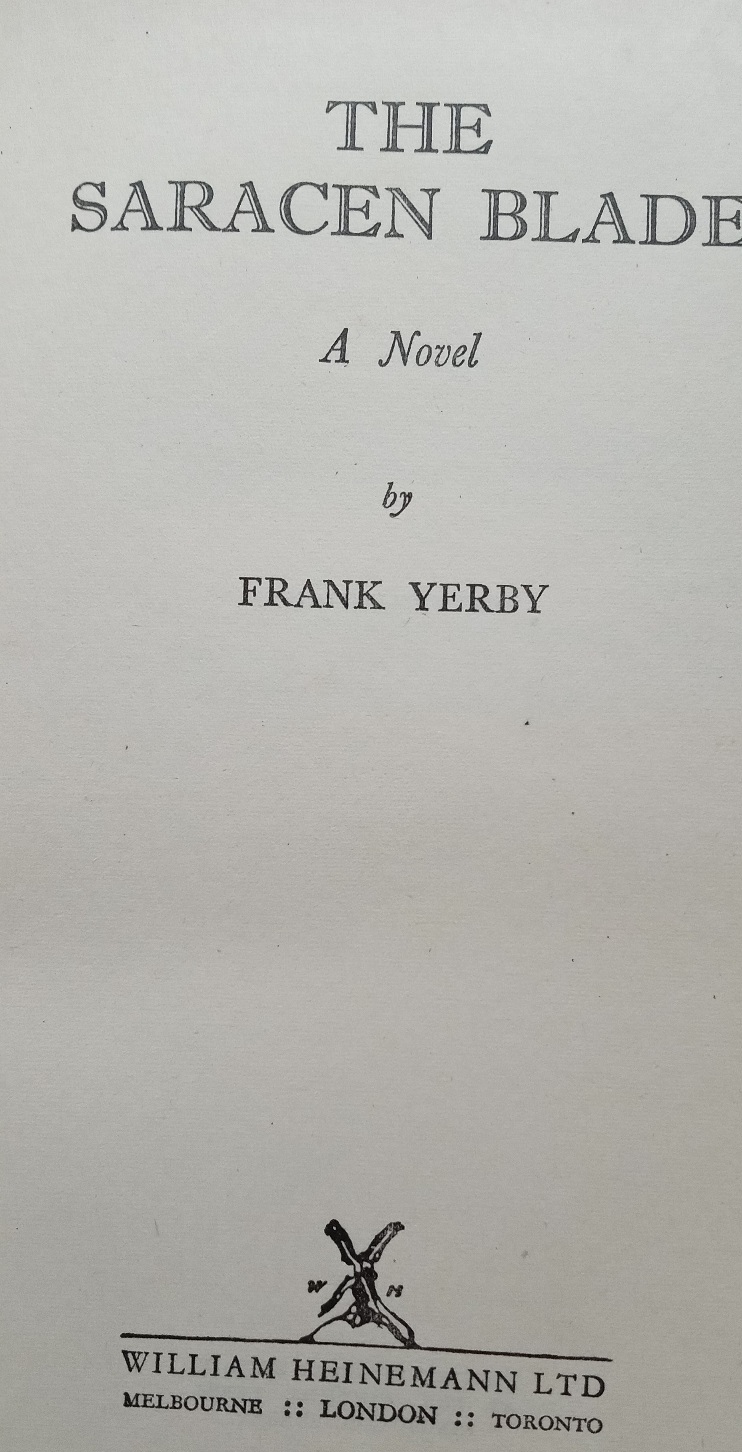 THE
SARACEN BLADE
A Novel
by
FRANK YERBY
W H
WILLIAM HEINEMANN LTD
MELBOURNE :: LONDON :: TORONTO